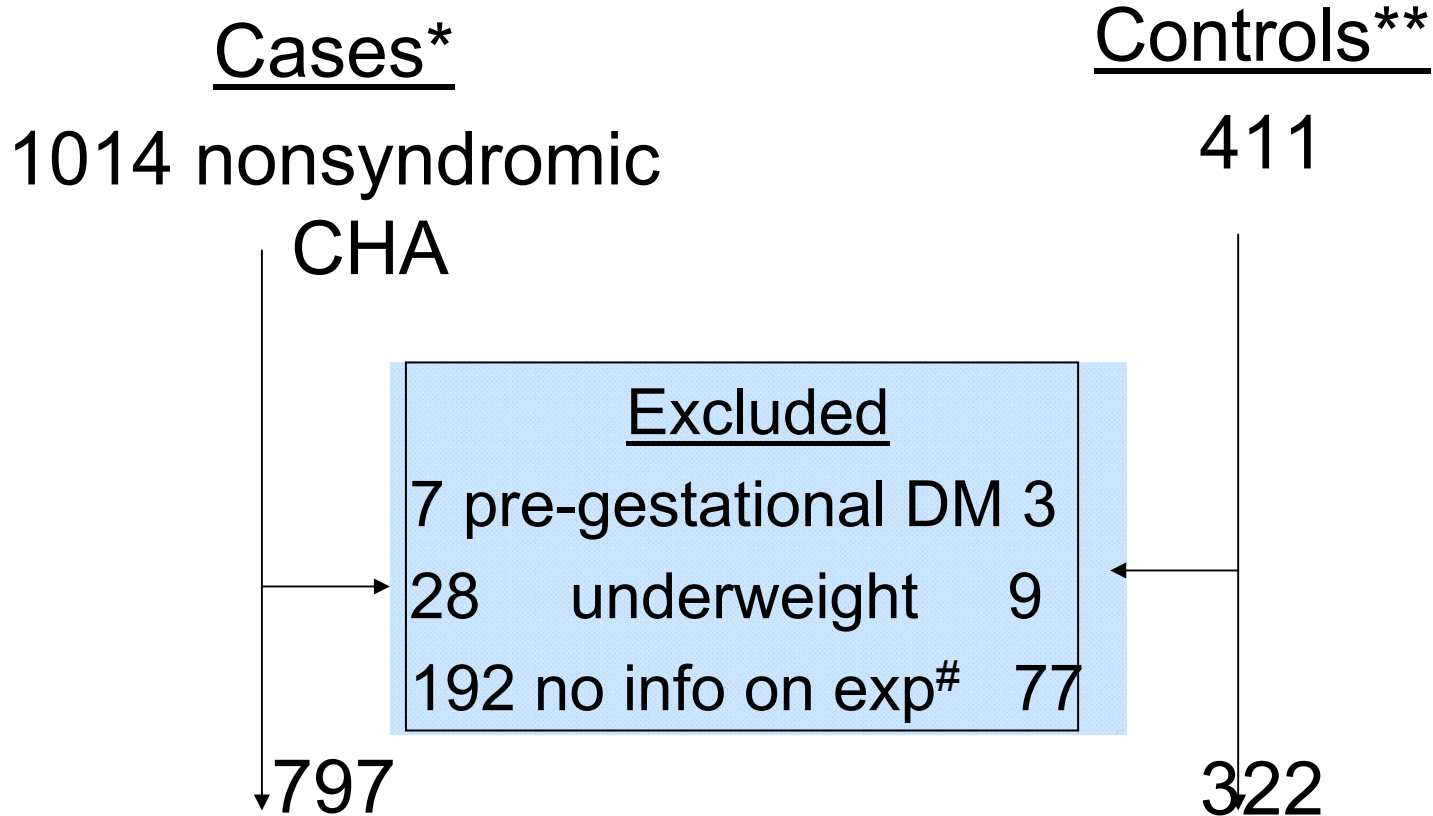 Cases*
Controls**
1014 nonsyndromic
CHA
411
Excluded
7 pre-gestational DM 3
28 underweight 9
192 no info on exp# 77
797
322